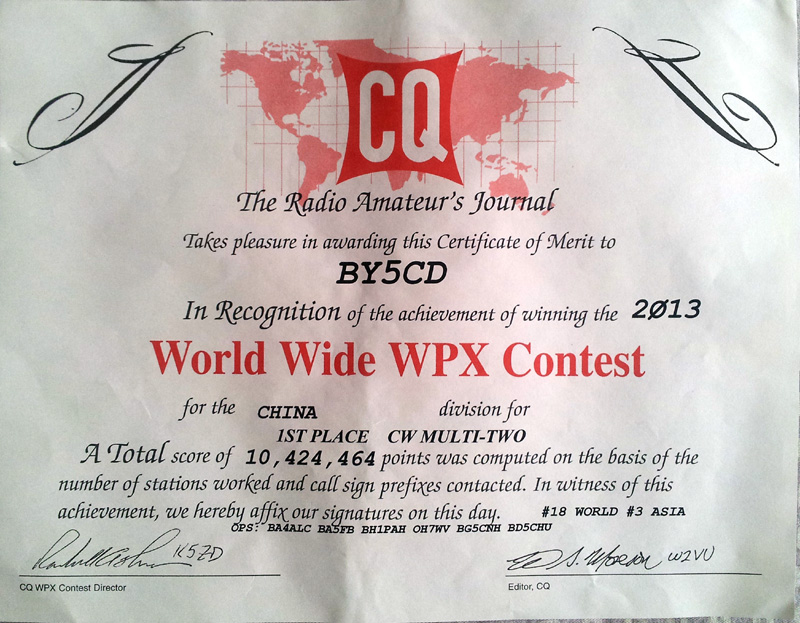 CQ
The Radio Amateur's Journal
Takes pleasure in awarding this Certificate of Merit to
BY5CD
In Recognition of the achievement of winning the 2Ø13
World Wide WPX Contest
for the CHINA division for
1ST PLACE CW MULTI-TWO
A Total score of 10,424,464 points was computed on the basis of the
number of stations worked and call sign prefixes contacted. In witness of this
achievement, we hereby affix our signatures on this day. #18 WORLD #3 ASIA
OPS: BA4ALC BA5FB BH1PAH OH7WV BG5CNH BD5CHU
K5ZD
W2VU
CQ WPX Contest Director
Editor, CQ